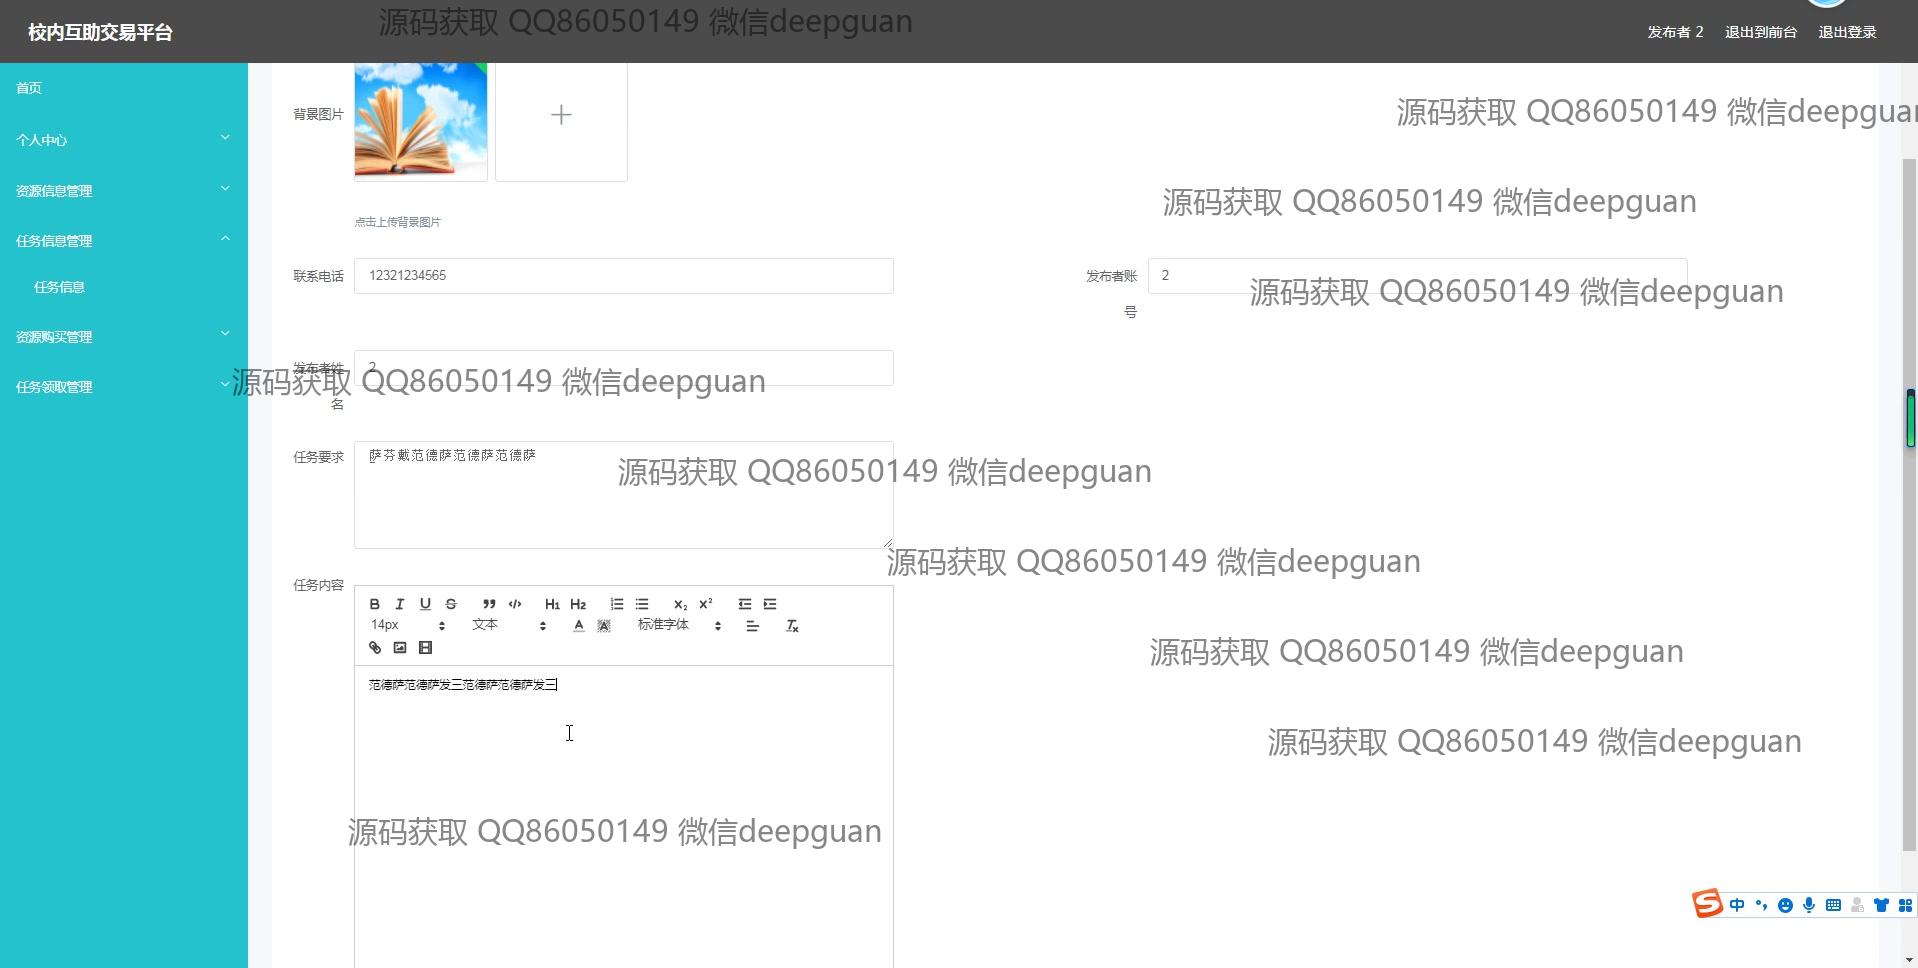 校内互助交易平台
源码获取 QQ86050149 微信deepguan
发布者 2 退出到前台 退出登录
首页
个人中心
资源信息管理
任务信息管理
任务信息
资源购买管理
任务领取管理
背景图片
源码获取 QQ86050149 微信deepguan
点击上传背景图片
源码获取 QQ86050149 微信deepguan
联系电话 12321234565
发布者账号 2
源码获取 QQ86050149 微信deepguan
发布者姓名 2
源码获取 QQ86050149 微信deepguan
任务要求 萨芬戴范德萨范德萨范德萨
源码获取 QQ86050149 微信deepguan
源码获取 QQ86050149 微信deepguan
任务内容
B I U S H1 H2 X₂ X²
14px 文本 A A 标准字体 Tx
源码获取 QQ86050149 微信deepguan
范德萨范德萨发三范德萨范德萨发三
源码获取 QQ86050149 微信deepguan
源码获取 QQ86050149 微信deepguan
S 中